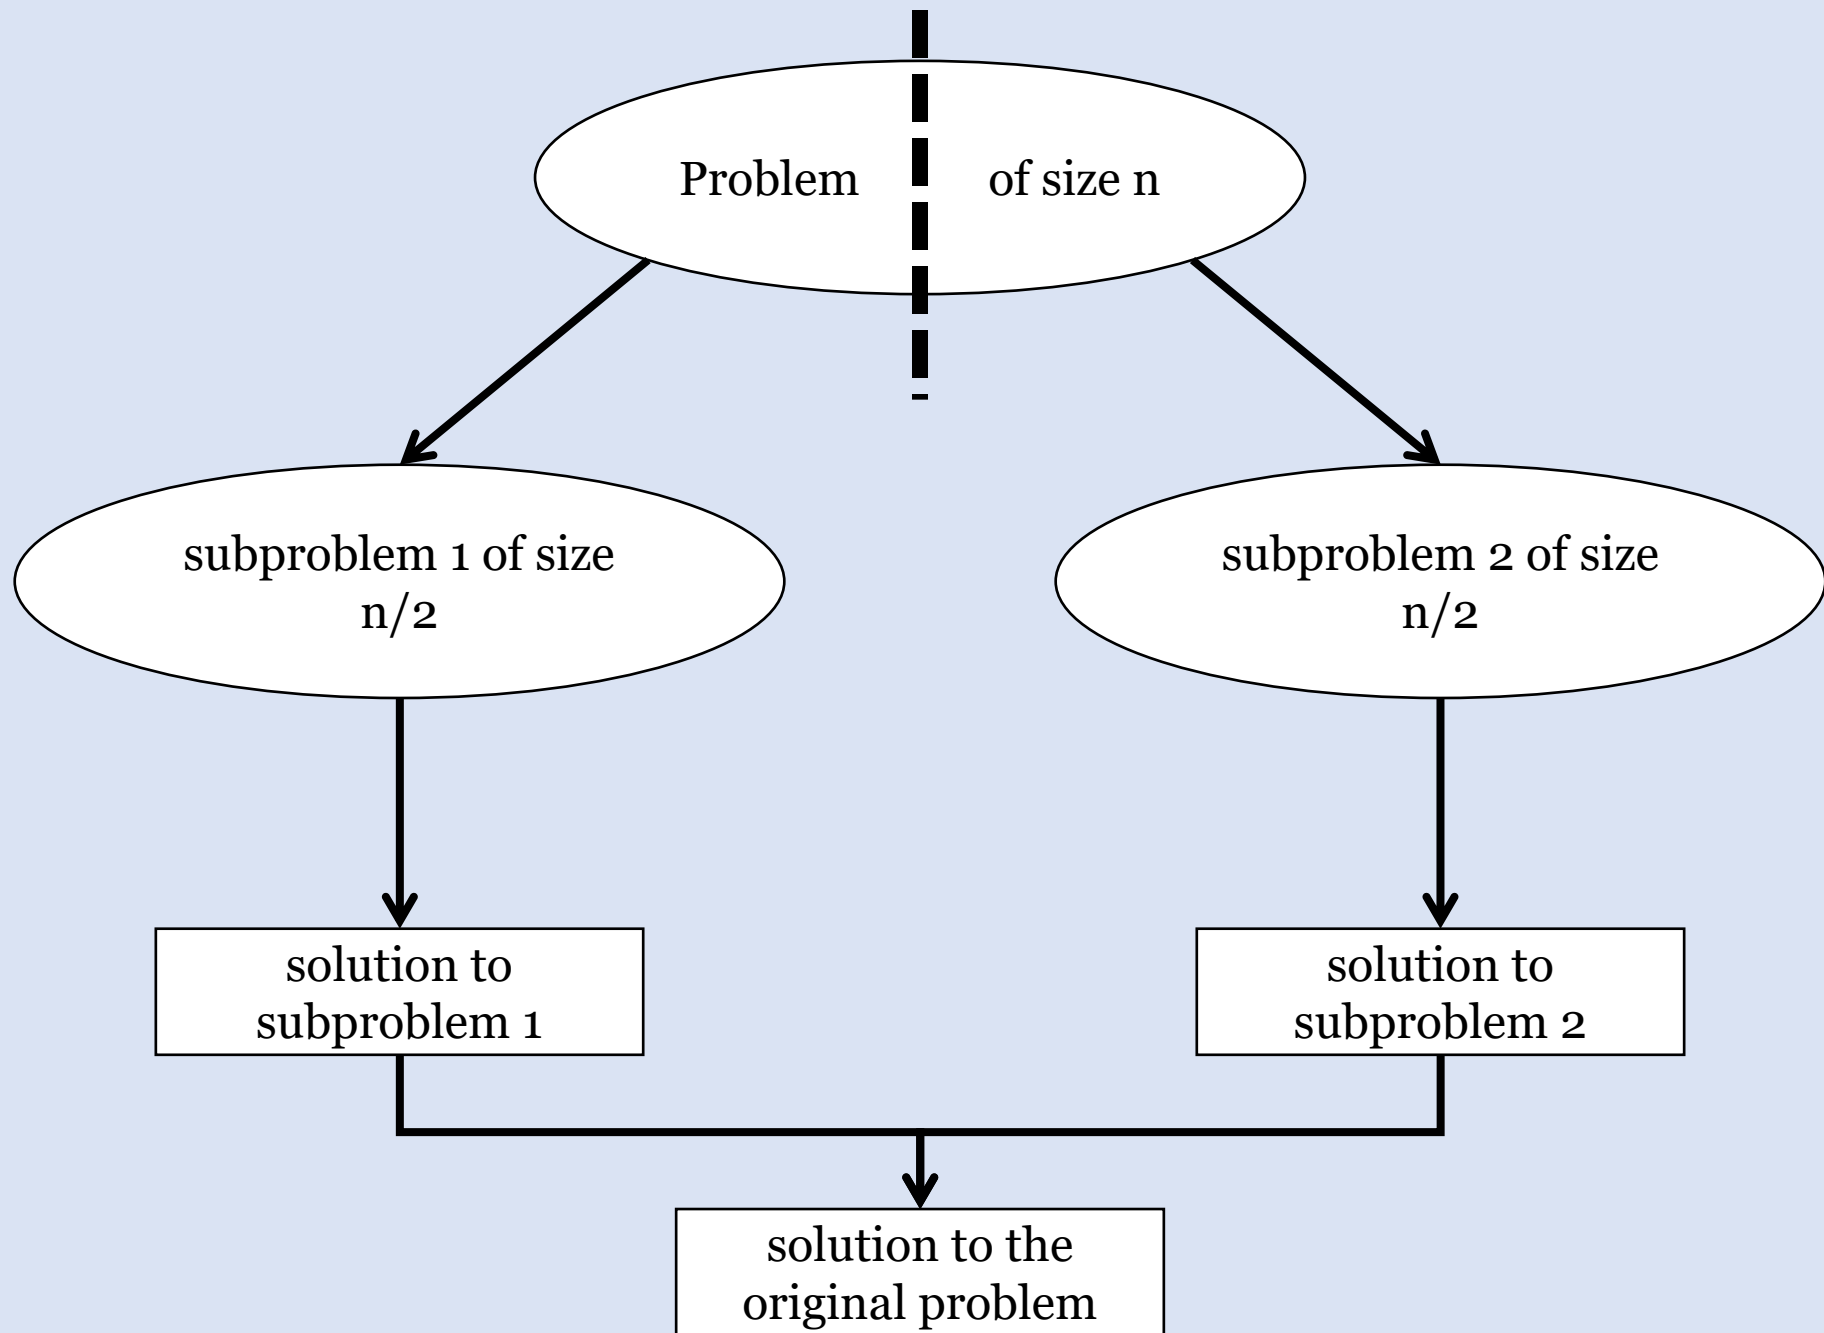 Problem of size n
subproblem 1 of size
n/2
subproblem 2 of size
n/2
solution to
subproblem 1
solution to
subproblem 2
solution to the
original problem